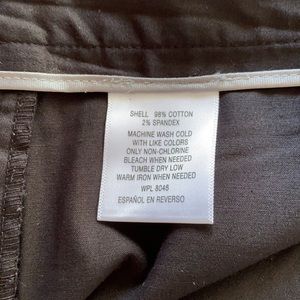 SHELL 98% COTTON
2% SPANDEX
MACHINE WASH COLD
WITH LIKE COLORS
ONLY NON-CHLORINE
BLEACH WHEN NEEDED
TUMBLE DRY LOW
WARM IRON WHEN NEEDED
WPL 8048
ESPAÑOL EN REVERSO